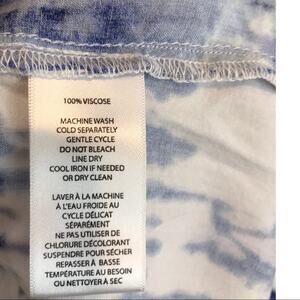 100% VISCOSE
MACHINE WASH
COLD SEPARATELY
GENTLE CYCLE
DO NOT BLEACH
LINE DRY
COOL IRON IF NEEDED
OR DRY CLEAN
LAVER À LA MACHINE
À L'EAU FROIDE AU
CYCLE DÉLICAT
SÉPARÉMENT
NE PAS UTILISER DE
CHLORURE DÉCOLORANT
SUSPENDRE POUR SÉCHER
REPASSER À BASSE
TEMPÉRATURE AU BESOIN
OU NETTOYER À SEC